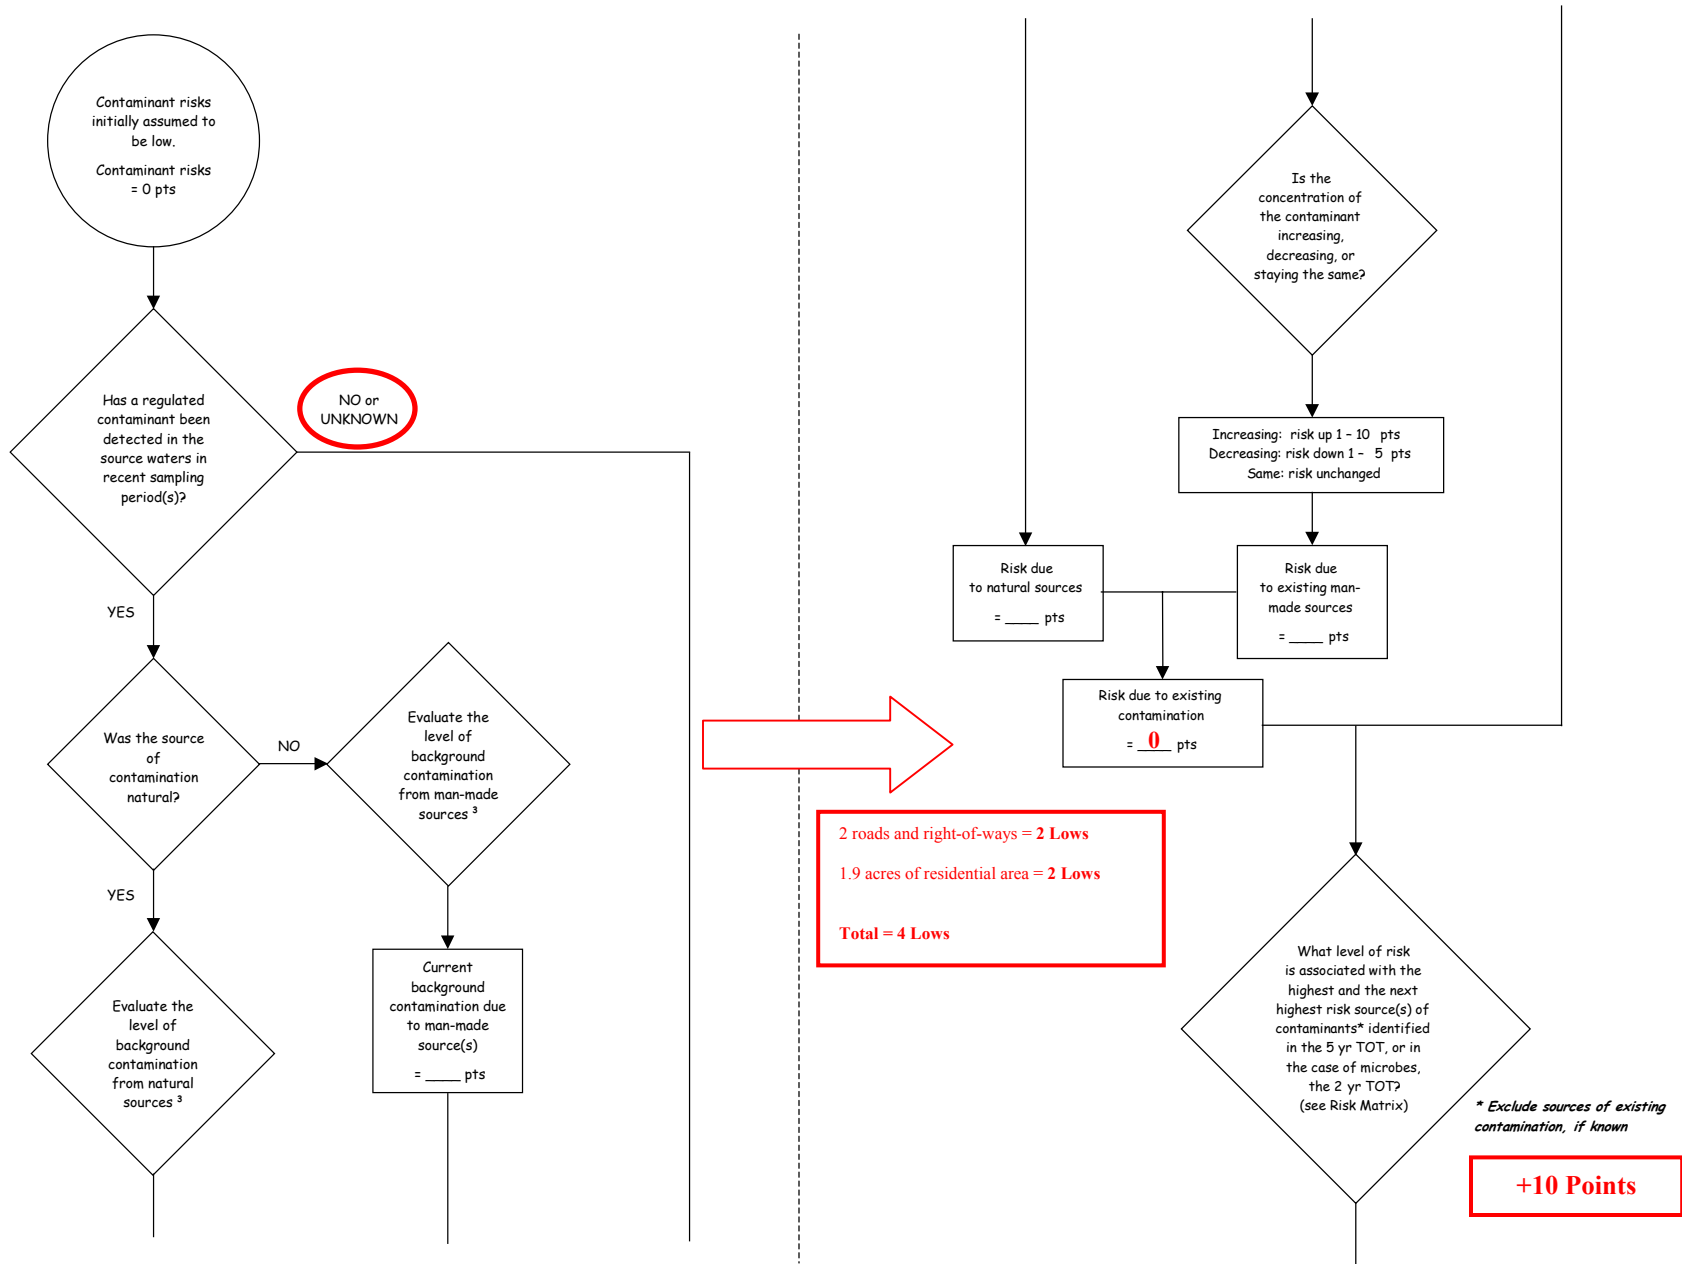 Contaminant risks
initially assumed to
be low.
Contaminant risks
= 0 pts
Has a regulated
contaminant been
detected in the
source waters in
recent sampling
period(s)?
NO or
UNKNOWN
YES
Was the source
of
contamination
natural?
NO
Evaluate the
level of
background
contamination
from man-made
sources ³
YES
Evaluate the
level of
background
contamination
from natural
sources ³
Current
background
contamination due
to man-made
source(s)
= ____ pts
Is the
concentration of
the contaminant
increasing,
decreasing, or
staying the same?
Increasing: risk up 1 – 10 pts
Decreasing: risk down 1 – 5 pts
Same: risk unchanged
Risk due
to natural sources
= ____ pts
Risk due
to existing man-
made sources
= ____ pts
Risk due to existing
contamination
= __0__ pts
2 roads and right-of-ways = 2 Lows
1.9 acres of residential area = 2 Lows
Total = 4 Lows
What level of risk
is associated with the
highest and the next
highest risk source(s) of
contaminants* identified
in the 5 yr TOT, or in
the case of microbes,
the 2 yr TOT?
(see Risk Matrix)
* Exclude sources of existing
contamination, if known
+10 Points